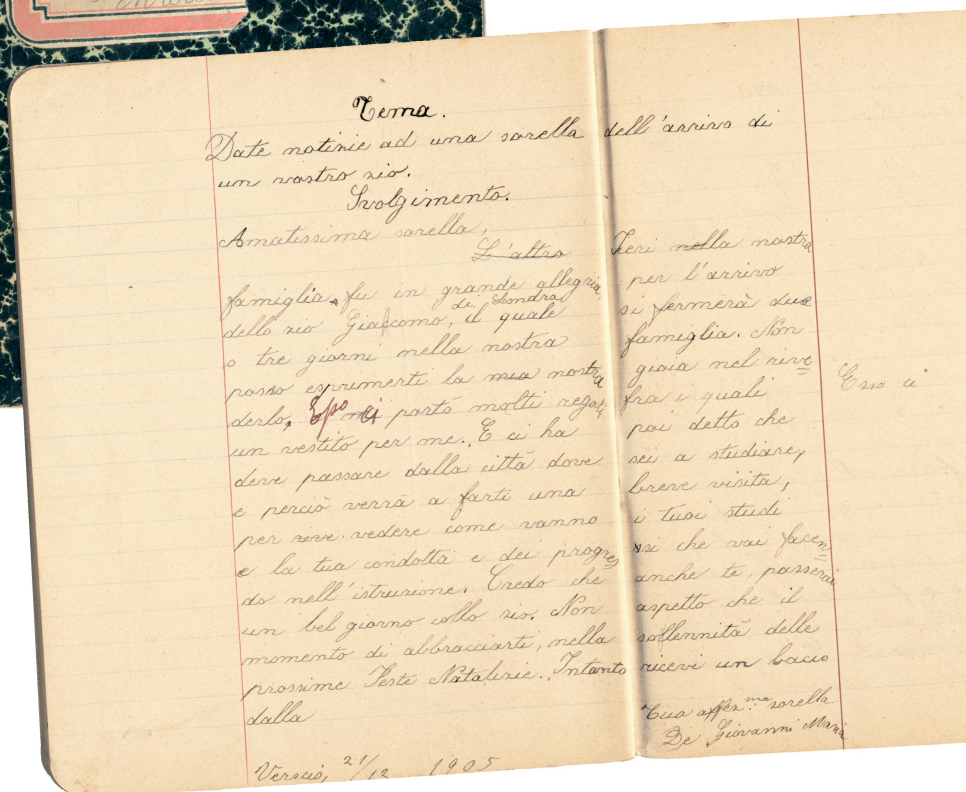 Tema.
Date notizie ad una sorella dell'arrivo di
un vostro zio.
Svolgimento.
Amatissima sorella,
L'altro Ieri nella nostra
famiglia fu in grande allegria, per l'arrivo
dello zio Giacomo, di Londra il quale si fermerà due
o tre giorni nella nostra famiglia. Non
posso esprimerti la mia nostra gioia nel rive
derlo. Esso ci portò molti regali, fra i quali
Esso ci
un vestito per me. E ci ha poi detto che
deve passare dalla città dove sei a studiare,
e perciò verrà a farti una breve visita,
per vedere come vanno i tuoi studi
e la tua condotta e dei progres si che vai facen
do nell'istruzione. Credo che anche te, passerai
un bel giorno collo zio. Non aspetto che il
momento di abbracciarti, nella sollennità delle
prossime Feste Natalizie. Intanto ricevi un bacio
dalla
Tua affez.ma sorella
De Giovanni Maria
Verscio, 21/12 1905